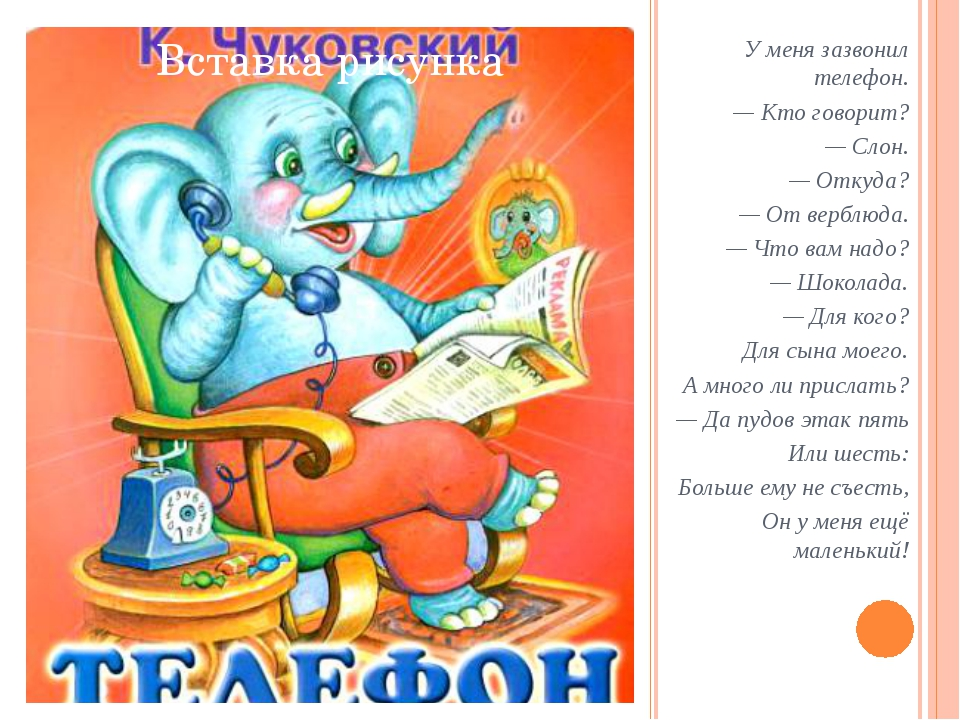 К. Чуковский
Вставка рисунка
РЕКЛАМА
ТЕЛЕФОН
У меня зазвонил
телефон.
— Кто говорит?
— Слон.
— Откуда?
— От верблюда.
— Что вам надо?
— Шоколада.
— Для кого?
Для сына моего.
А много ли прислать?
— Да пудов этак пять
Или шесть:
Больше ему не съесть,
Он у меня ещё
маленький!